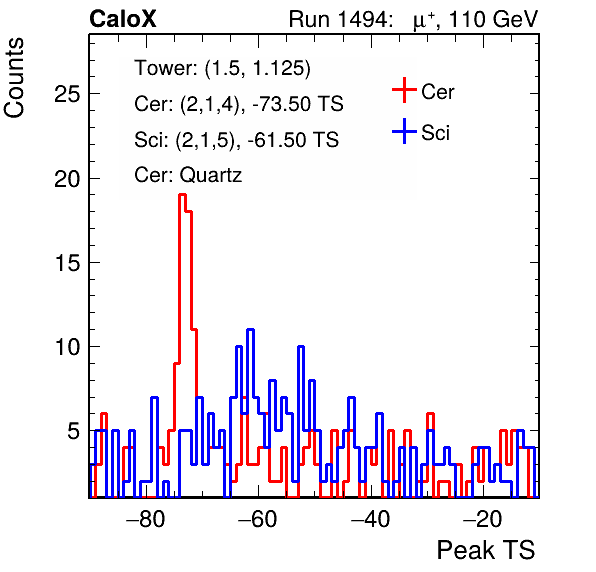 CaloX Run 1494: μ⁺, 110 GeV
Counts
Tower: (1.5, 1.125)
Cer: (2,1,4), -73.50 TS
Sci: (2,1,5), -61.50 TS
Cer: Quartz
Cer
Sci
25
20
15
10
5
−80 −60 −40 −20
Peak TS